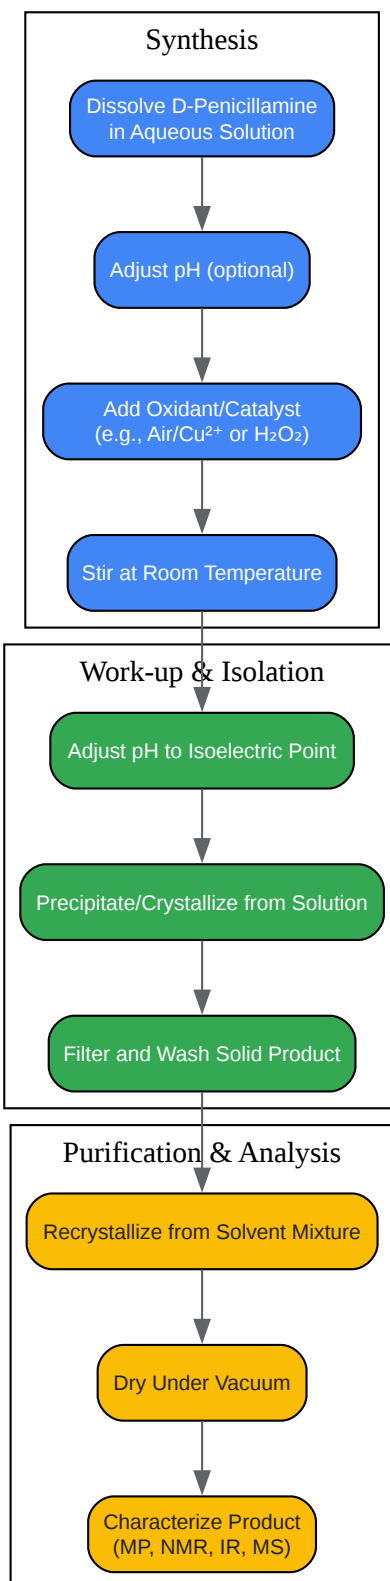 Synthesis
Dissolve D-Penicillamine
in Aqueous Solution
Adjust pH (optional)
Add Oxidant/Catalyst
(e.g., Air/Cu²⁺ or H₂O₂)
Stir at Room Temperature
Work-up & Isolation
Adjust pH to Isoelectric Point
Precipitate/Crystallize from Solution
Filter and Wash Solid Product
Purification & Analysis
Recrystallize from Solvent Mixture
Dry Under Vacuum
Characterize Product
(MP, NMR, IR, MS)